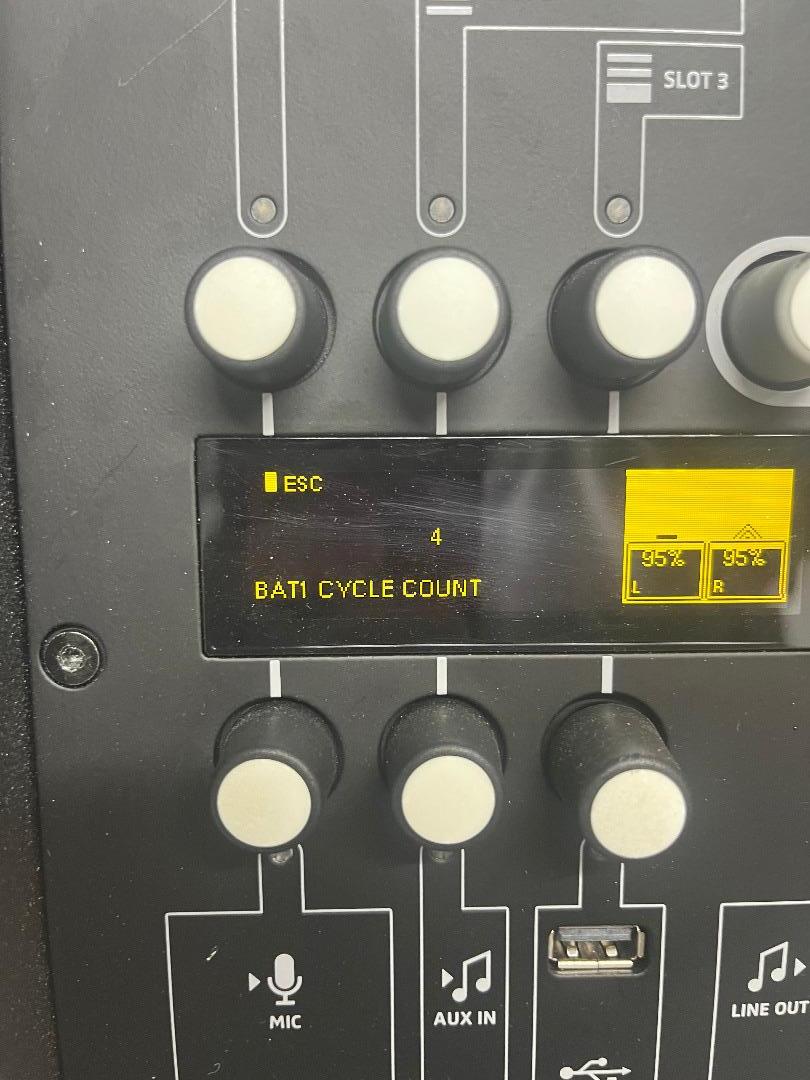 SLOT 3
ESC
4
BAT1 CYCLE COUNT
95% 95%
L R
MIC
AUX IN
LINE OUT